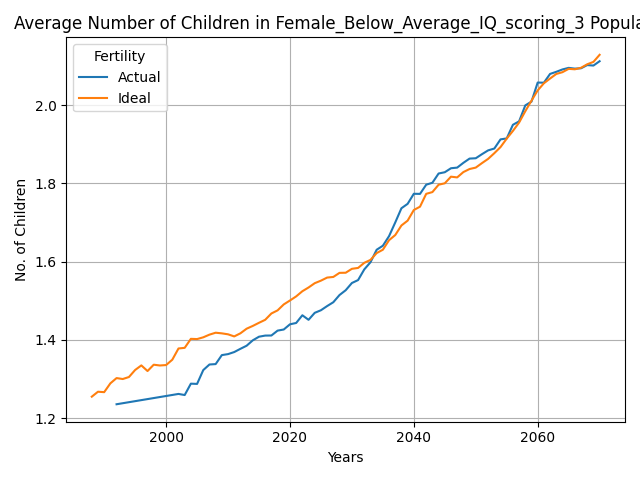 Average Number of Children in Female_Below_Average_IQ_scoring_3 Popula
Fertility
Actual
Ideal
No. of Children
2.0
1.8
1.6
1.4
1.2
2000
2020
2040
2060
Years